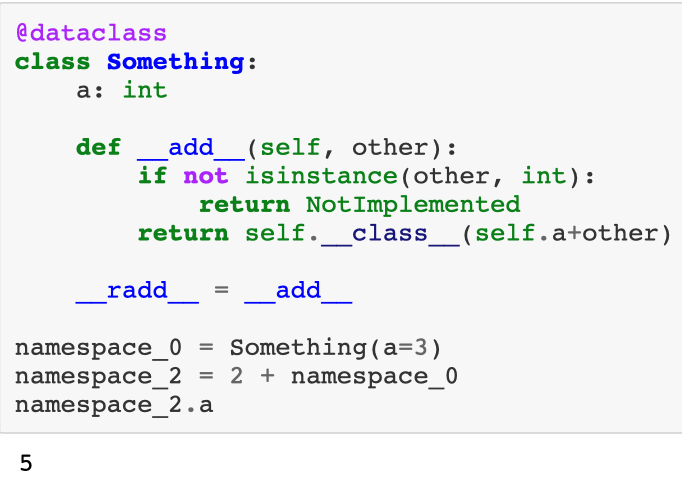 @dataclass
class Something:
    a: int

    def __add__(self, other):
        if not isinstance(other, int):
            return NotImplemented
        return self.__class__(self.a+other)

    __radd__ = __add__

namespace_0 = Something(a=3)
namespace_2 = 2 + namespace_0
namespace_2.a
5